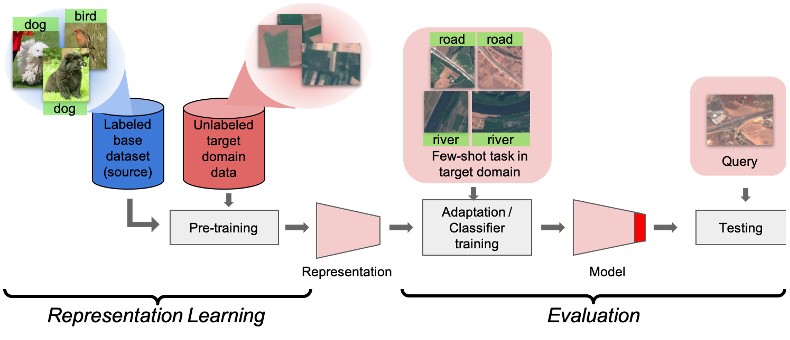 dog
bird
dog
Labeled
base
dataset
(source)
Unlabeled
target
domain
data
road
road
river
river
Few-shot task in
target domain
Query
Pre-training
Representation
Adaptation /
Classifier
training
Model
Testing
Representation Learning
Evaluation